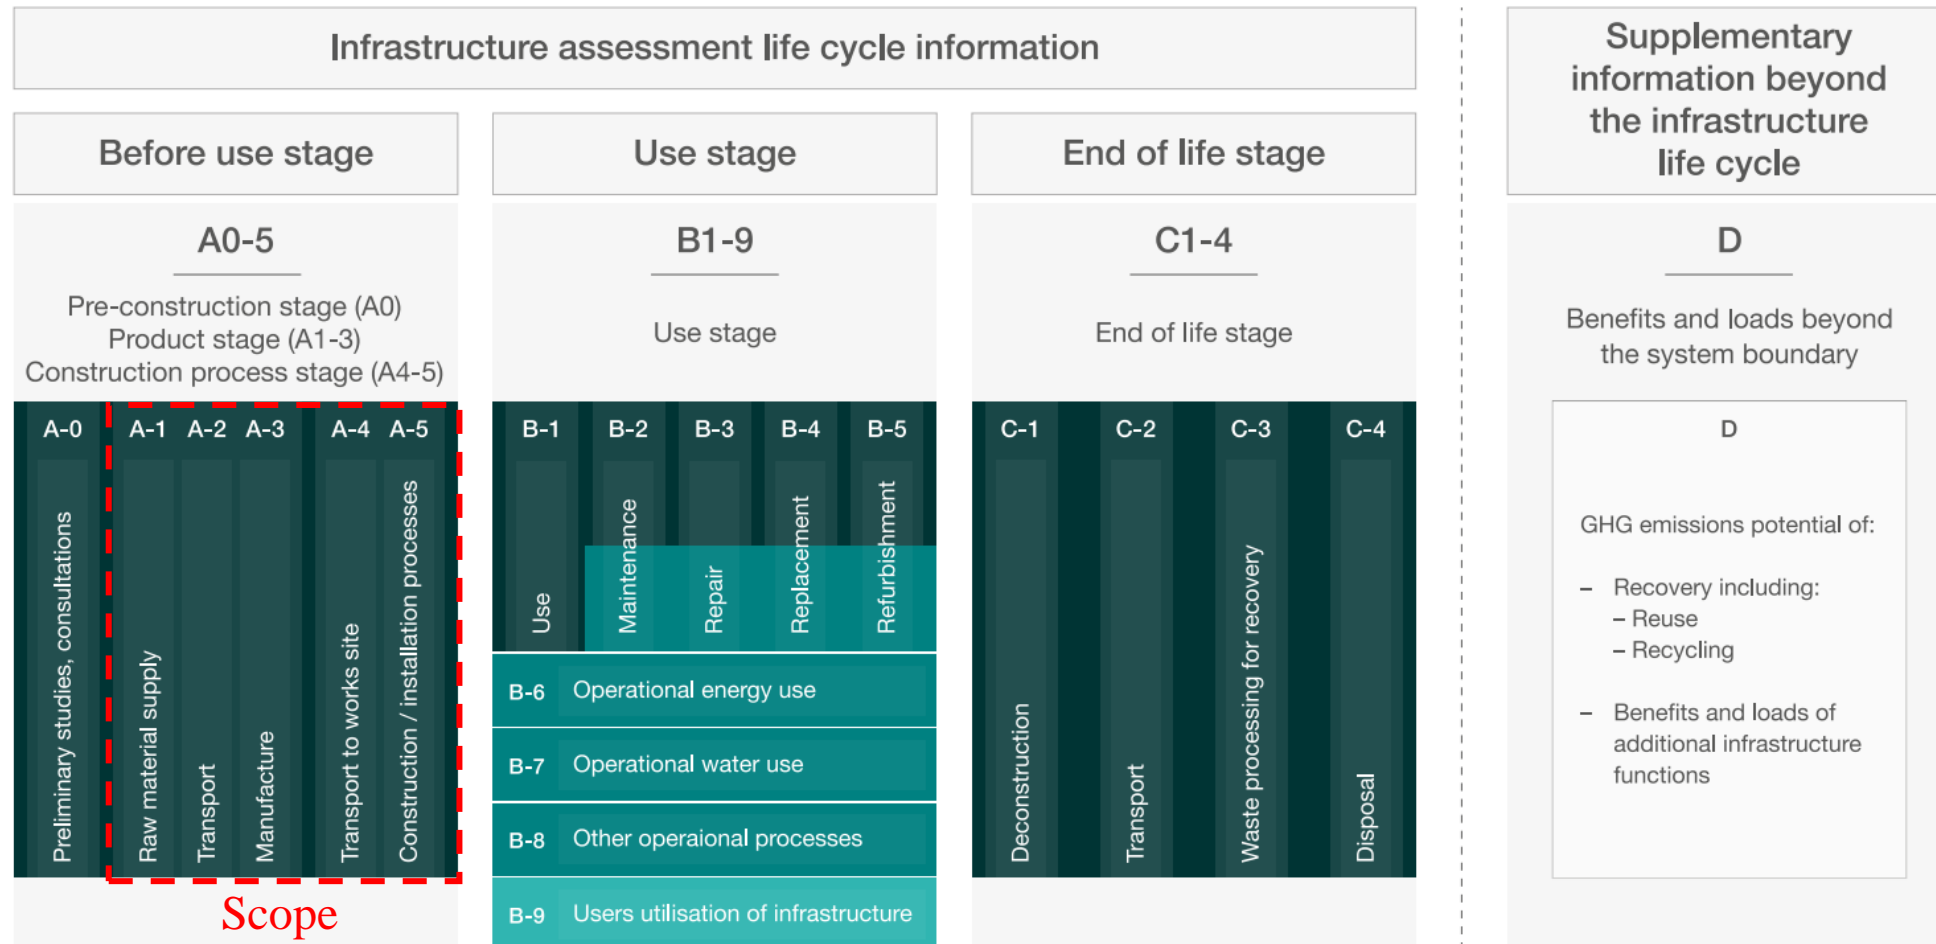 Infrastructure assessment life cycle information
Before use stage
A0-5
Pre-construction stage (A0)
Product stage (A1-3)
Construction process stage (A4-5)
A-0
A-1
A-2
A-3
A-4
A-5
Preliminary studies, consultations
Raw material supply
Transport
Manufacture
Transport to works site
Construction / installation processes
Scope
Use stage
B1-9
Use stage
B-1
B-2
B-3
B-4
B-5
Use
Maintenance
Repair
Replacement
Refurbishment
B-6 Operational energy use
B-7 Operational water use
B-8 Other operaional processes
B-9 Users utilisation of infrastructure
End of life stage
C1-4
End of life stage
C-1
C-2
C-3
C-4
Deconstruction
Transport
Waste processing for recovery
Disposal
Supplementary
information beyond
the infrastructure
life cycle
D
Benefits and loads beyond
the system boundary
D
GHG emissions potential of:
– Recovery including:
– Reuse
– Recycling
– Benefits and loads of
additional infrastructure
functions